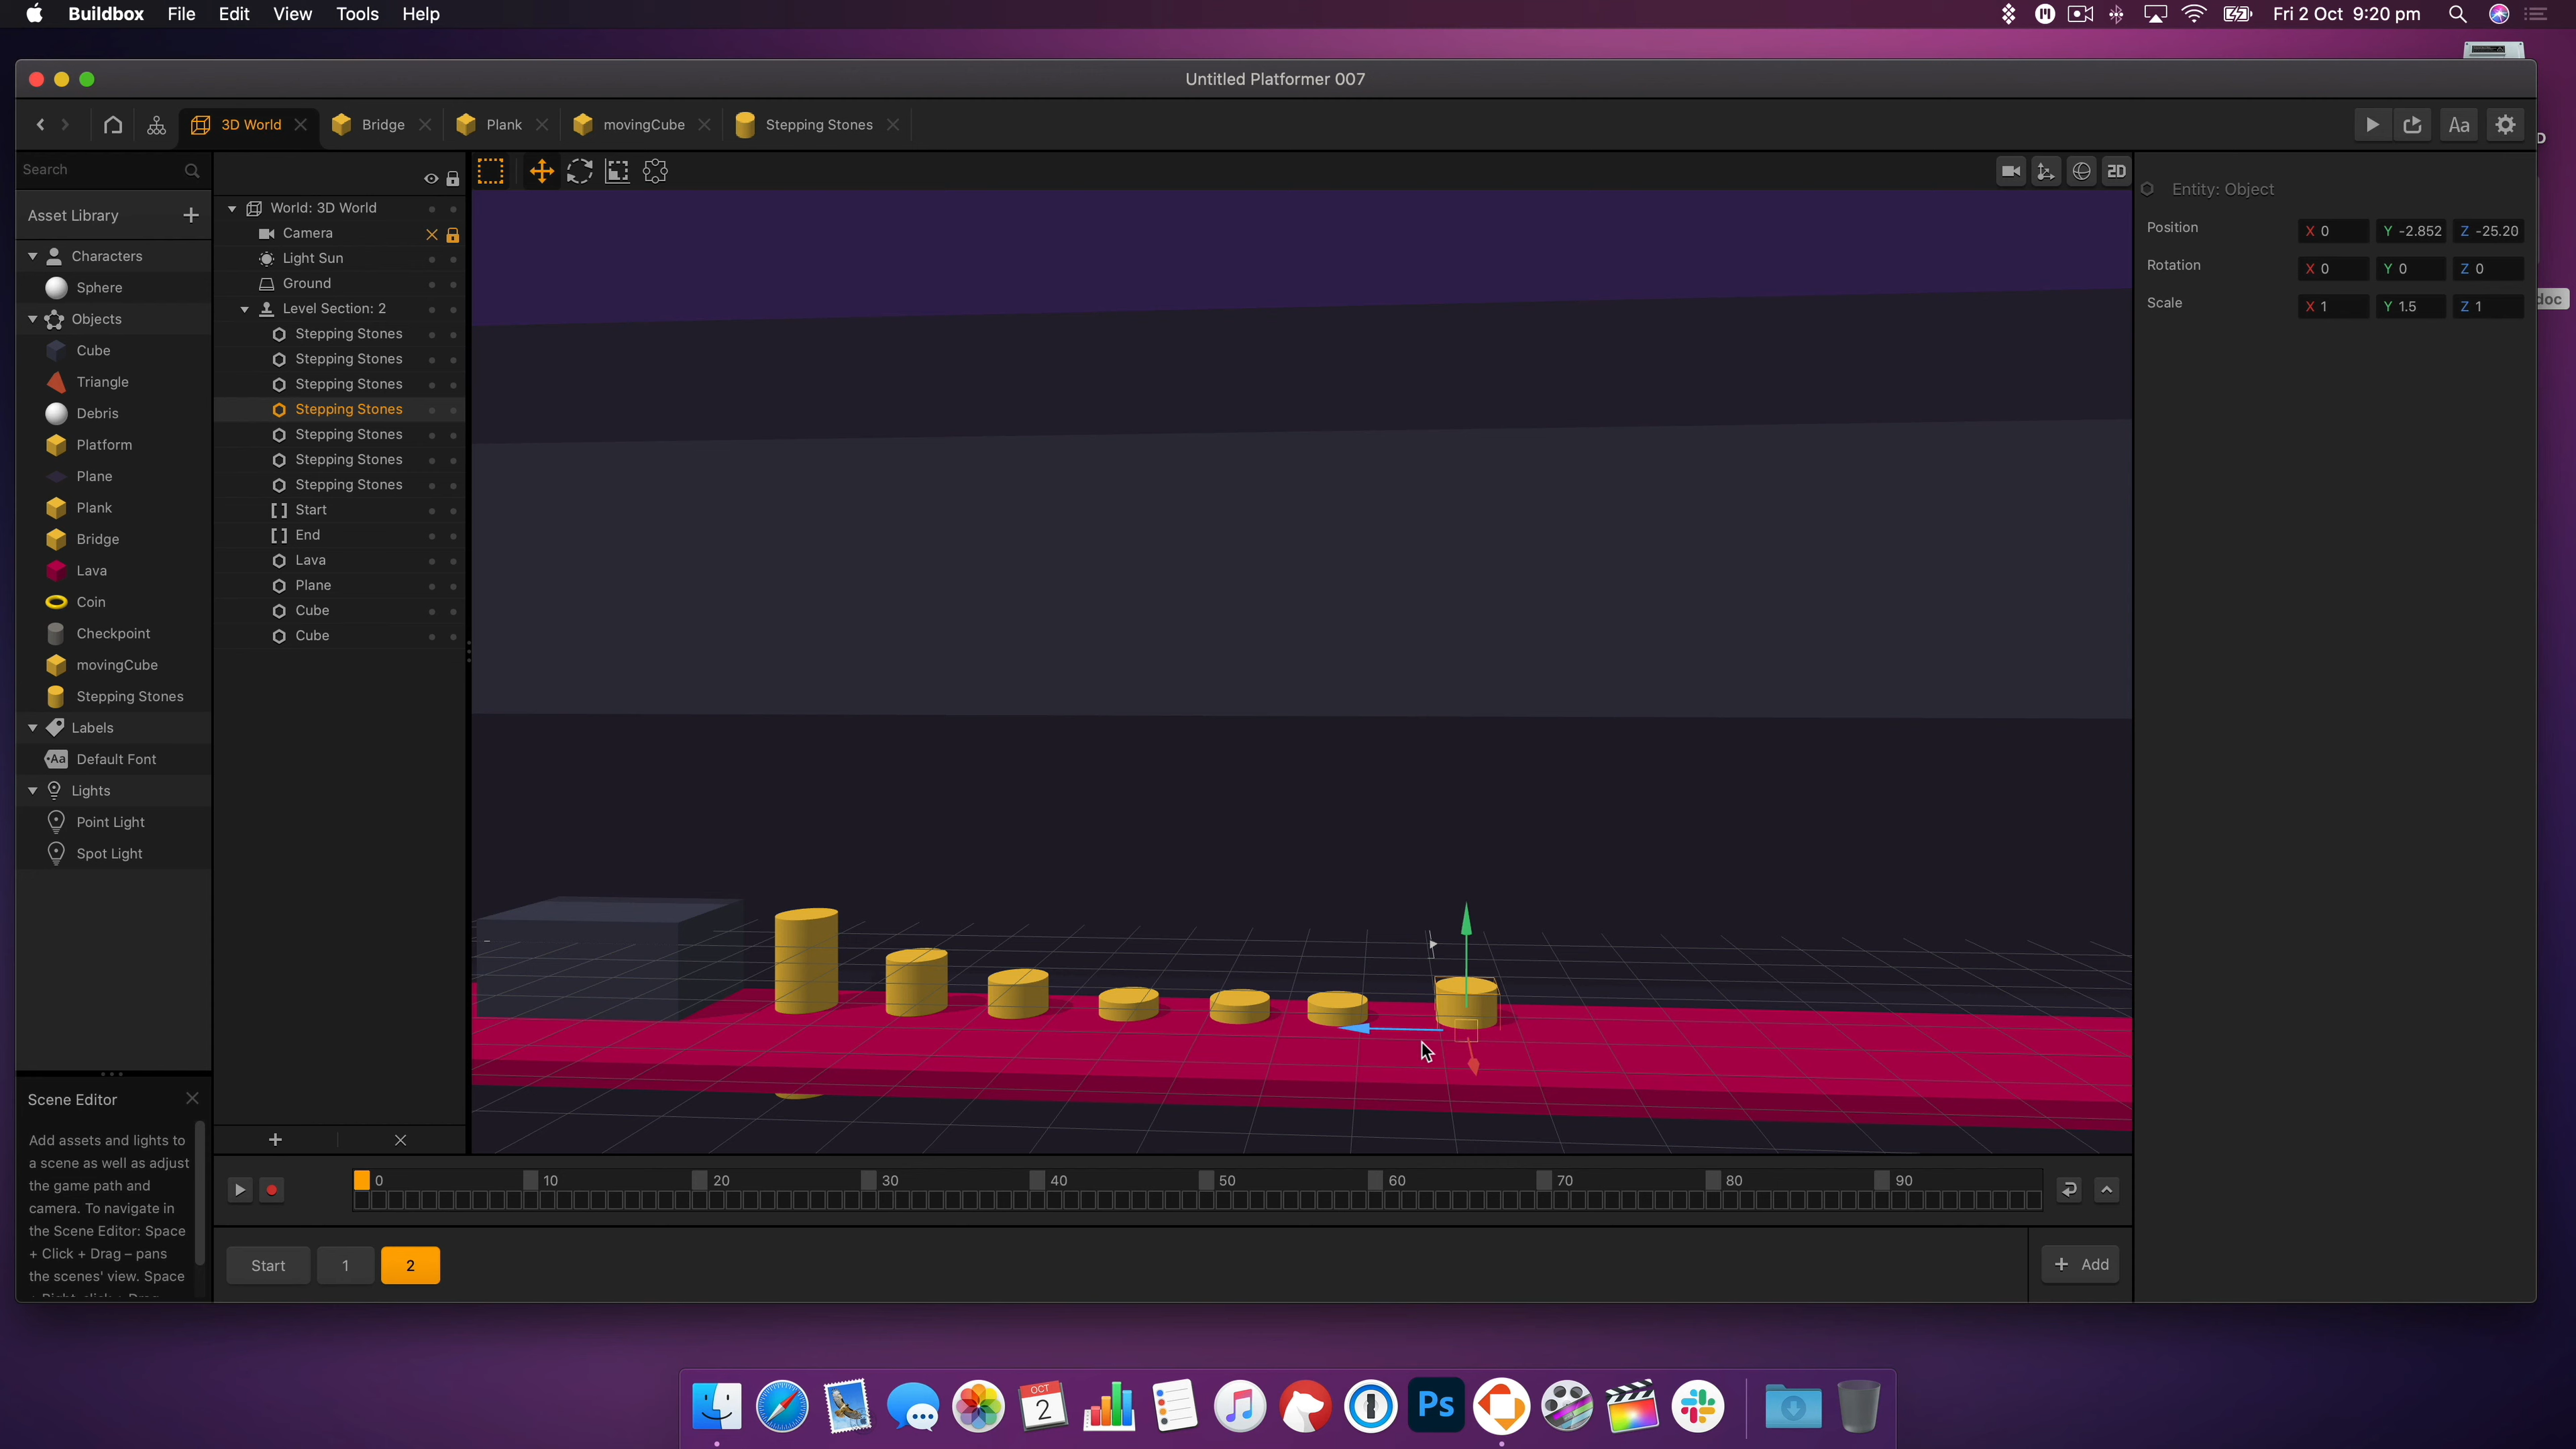 Buildbox File Edit View Tools Help
Fri 2 Oct 9:20 pm
Untitled Platformer 007
3D World
Bridge
Plank
movingCube
Stepping Stones
Aa
Search
Asset Library
Characters
Sphere
Objects
Cube
Triangle
Debris
Platform
Plane
Plank
Bridge
Lava
Coin
Checkpoint
movingCube
Stepping Stones
Labels
Aa Default Font
Lights
Point Light
Spot Light
World: 3D World
Camera
Light Sun
Ground
Level Section: 2
Stepping Stones
Stepping Stones
Stepping Stones
Stepping Stones
Stepping Stones
Stepping Stones
Stepping Stones
[ ] Start
[ ] End
Lava
Plane
Cube
Cube
2D
Entity: Object
Position X 0 Y -2.852 Z -25.20
Rotation X 0 Y 0 Z 0
Scale X 1 Y 1.5 Z 1
doc
D
Scene Editor
Add assets and lights to
a scene as well as adjust
the game path and
camera. To navigate in
the Scene Editor: Space
+ Click + Drag – pans
the scenes' view. Space
0 10 20 30 40 50 60 70 80 90
Start 1 2
+ Add
OCT
2
Ps